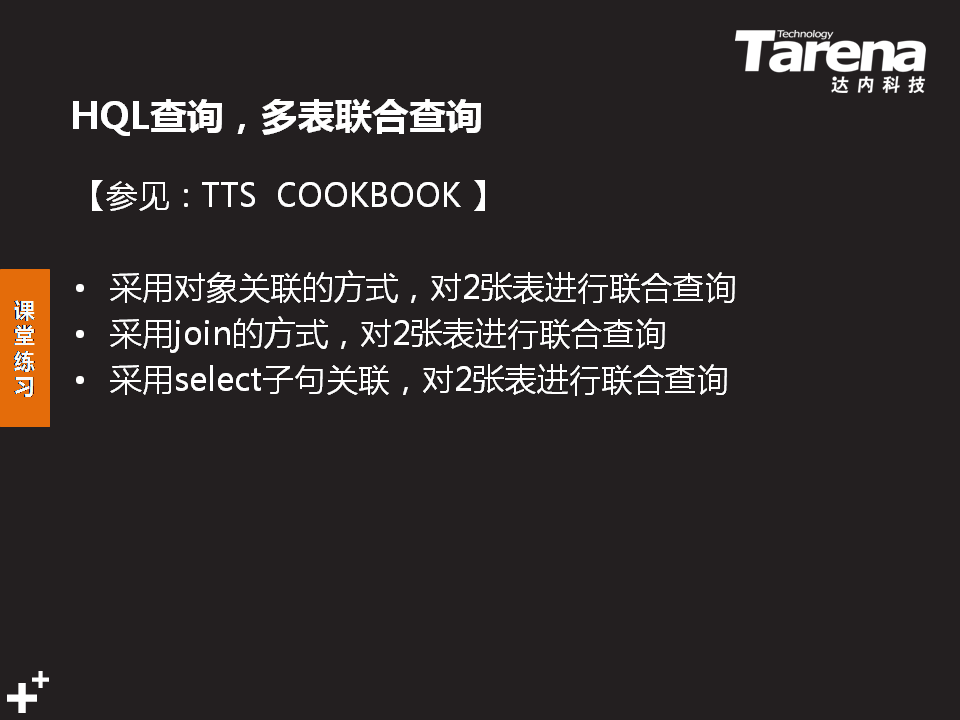 Technology
Tarena
达内科技
HQL查询，多表联合查询
【参见：TTS COOKBOOK 】
• 采用对象关联的方式，对2张表进行联合查询
• 采用join的方式，对2张表进行联合查询
• 采用select子句关联，对2张表进行联合查询
课堂练习